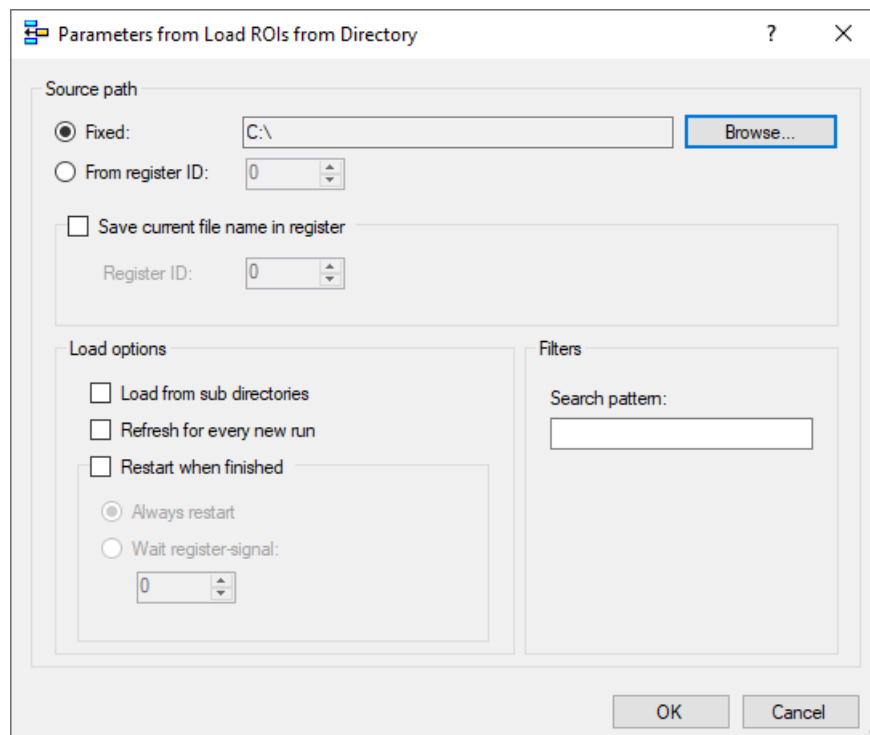 Parameters from Load ROIs from Directory
Source path
Fixed: C:\ Browse...
From register ID: 0
Save current file name in register
Register ID: 0
Load options
Load from sub directories
Refresh for every new run
Restart when finished
Always restart
Wait register-signal:
0
Filters
Search pattern:
OK Cancel